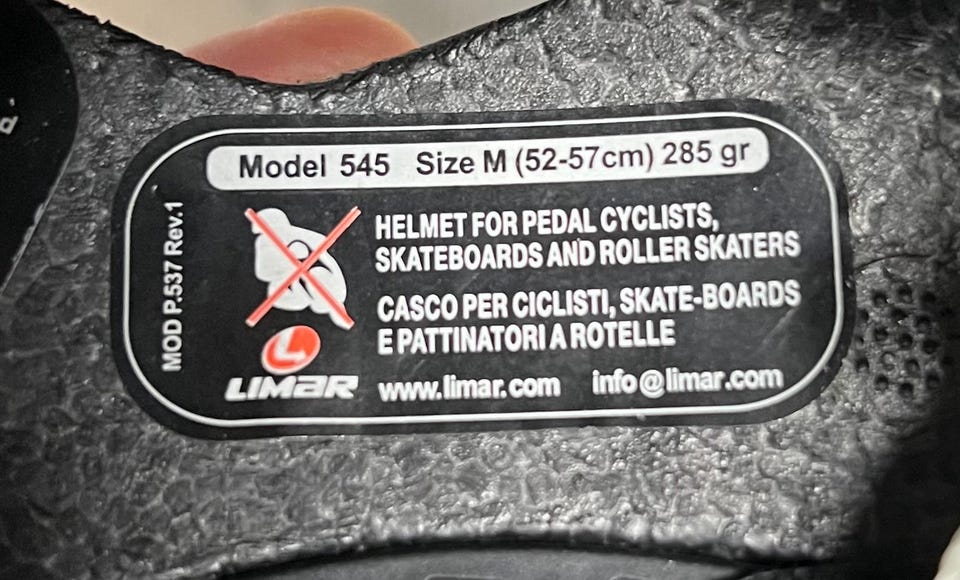 Model 545 Size M (52-57cm) 285 gr
MOD P.537 Rev.1
HELMET FOR PEDAL CYCLISTS,
SKATEBOARDS AND ROLLER SKATERS
CASCO PER CICLISTI, SKATE-BOARDS
E PATTINATORI A ROTELLE
LIMAR www.limar.com info@limar.com
d.